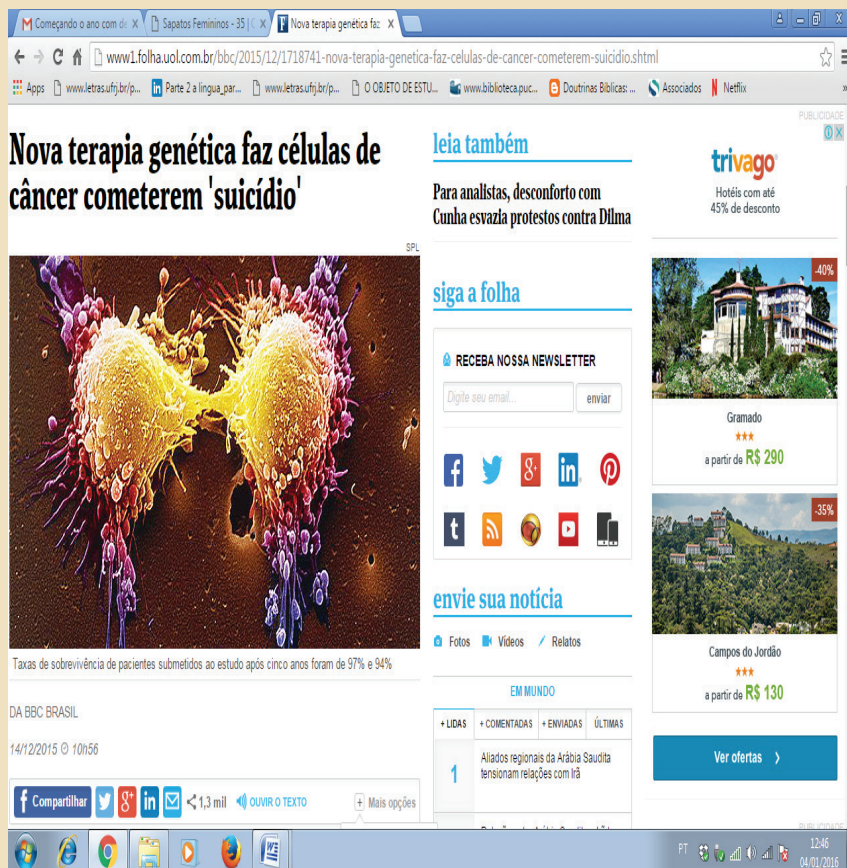 Começando o ano com de
Sapatos Femininos - 35 | C
Nova terapia genética faz
www1.folha.uol.com.br/bbc/2015/12/1718741-nova-terapia-genetica-faz-celulas-de-cancer-cometerem-suicidio.shtml
Apps
www.letras.ufrj.br/p...
Parte 2 a lingua_par...
www.letras.ufrj.br/p...
O OBJETO DE ESTU...
www.biblioteca.puc...
Doutrinas Bíblicas: ...
Associados
Netflix
»
Nova terapia genética faz células de
câncer cometerem 'suicídio'
SPL
Taxas de sobrevivência de pacientes submetidos ao estudo após cinco anos foram de 97% e 94%
DA BBC BRASIL
14/12/2015 10h56
Compartilhar
1,3 mil
OUVIR O TEXTO
+ Mais opções
leia também
Para analistas, desconforto com
Cunha esvazia protestos contra Dilma
siga a folha
RECEBA NOSSA NEWSLETTER
Digite seu email...
enviar
envie sua notícia
Fotos
Vídeos
Relatos
EM MUNDO
+ LIDAS
+ COMENTADAS
+ ENVIADAS
ÚLTIMAS
1
Aliados regionais da Arábia Saudita
tensionam relações com Irã
PUBLICIDADE
trivago
Hotéis com até
45% de desconto
-40%
Gramado
a partir de R$ 290
-35%
Campos do Jordão
a partir de R$ 130
Ver ofertas
PUBLICIDADE
PT
12:46
04/01/2016